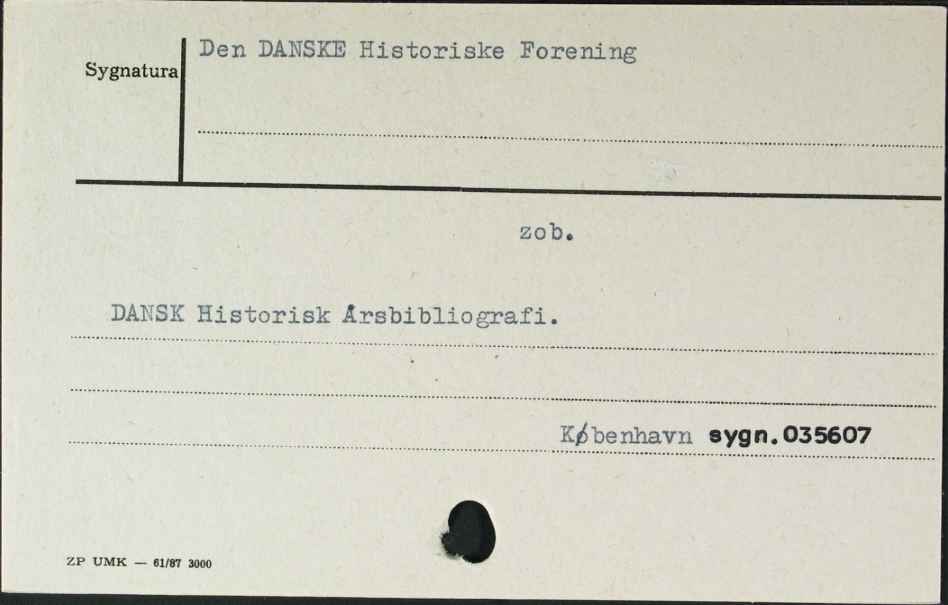 Den DANSKE Historiske Forening
Sygnatura
zob.
DANSK Historisk Årsbibliografi.
København sygn.035607
ZP UMK — 61/87 3000